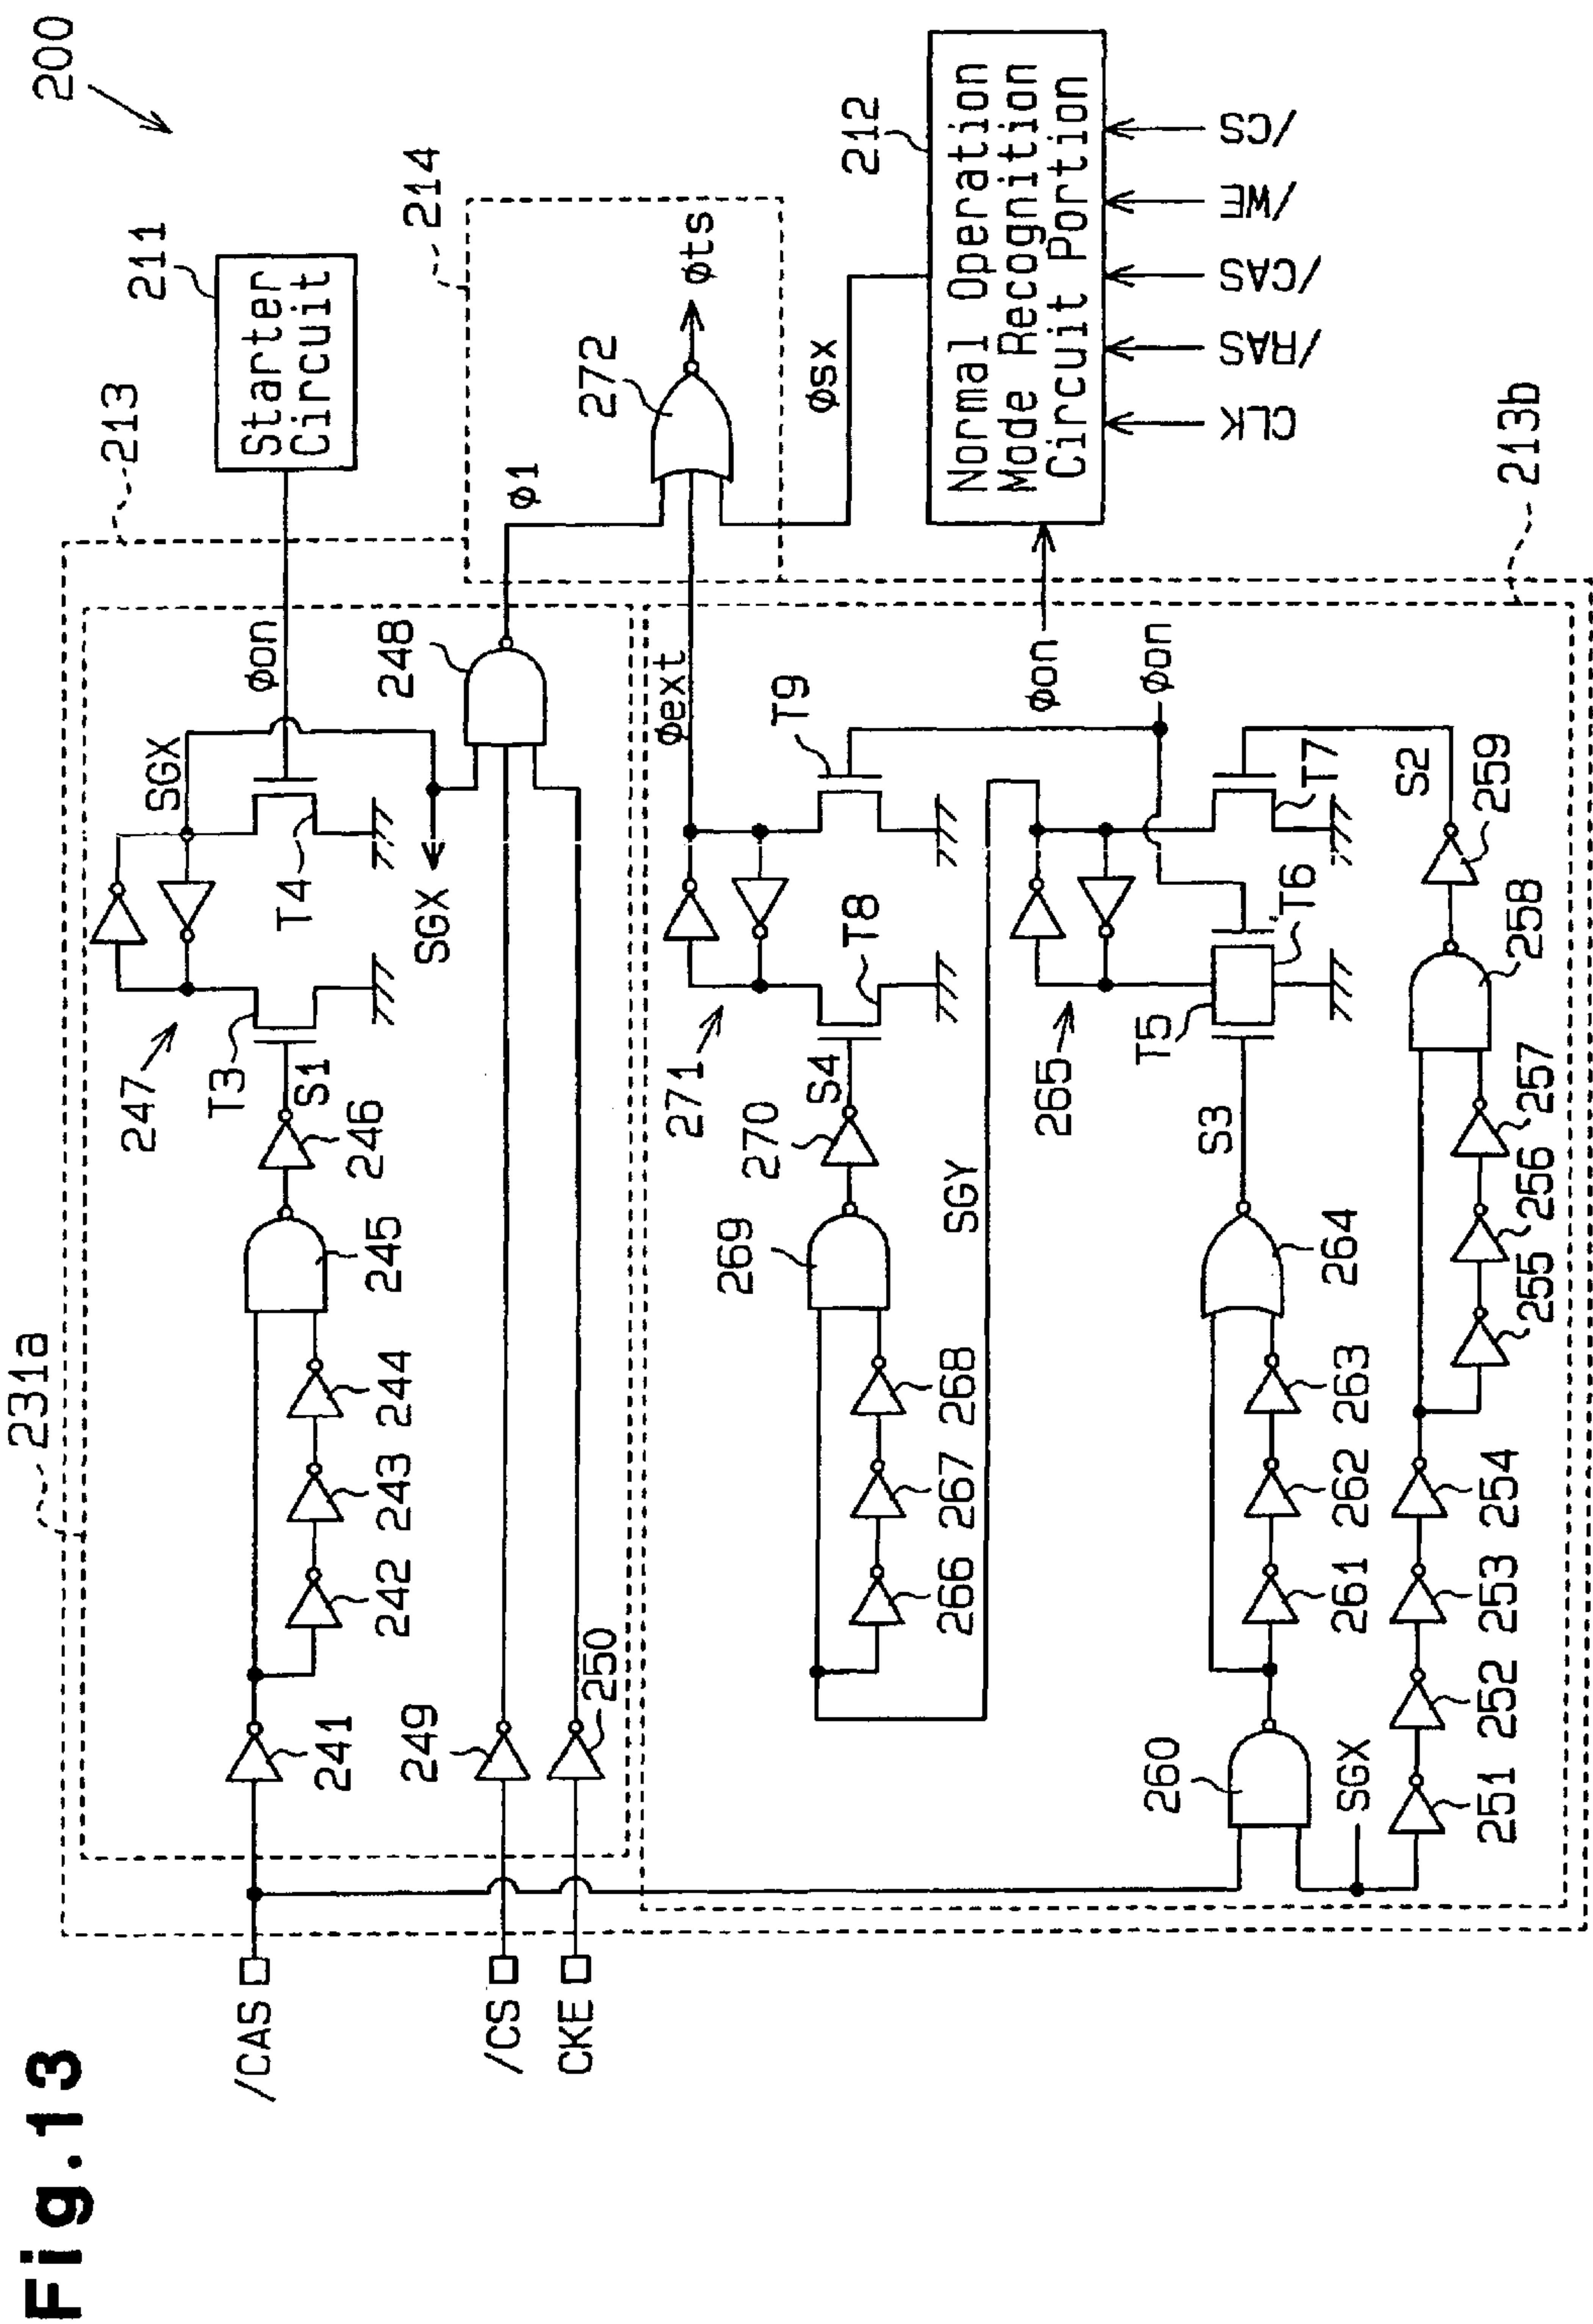 Fig.13
200
231a
213
211
Starter
Circuit
214
/CAS
/CS
CKE
241
242
243
244
245
246
S1
247
T3
T4
SGX
φon
249
250
SGX
248
φ1
272
φts
φext
266
267
268
269
270
S4
271
T8
T9
SGY
φsx
212
Normal Operation
Mode Recognition
Circuit Portion
CLK
/RAS
/CAS
/WE
/CS
φon
φon
260
261
262
263
264
S3
265
T5
T6
T7
SGX
251
252
253
254
255
256
257
258
259
S2
213b